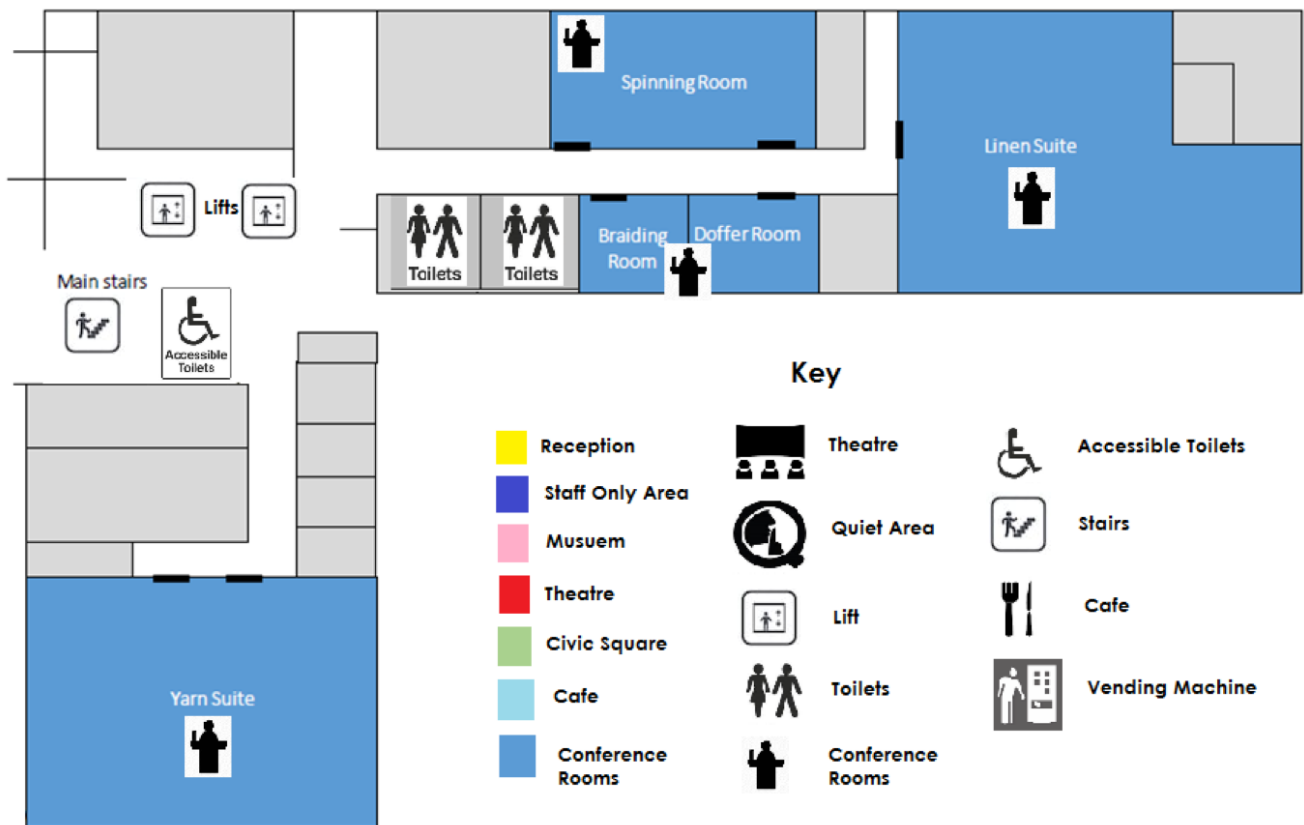 Spinning Room
Linen Suite
Lifts
Toilets
Toilets
Braiding
Room
Doffer Room
Main stairs
Accessible
Toilets
Yarn Suite
Key
Reception
Staff Only Area
Musuem
Theatre
Civic Square
Cafe
Conference
Rooms
Theatre
Quiet Area
Lift
Toilets
Conference
Rooms
Accessible Toilets
Stairs
Cafe
Vending Machine